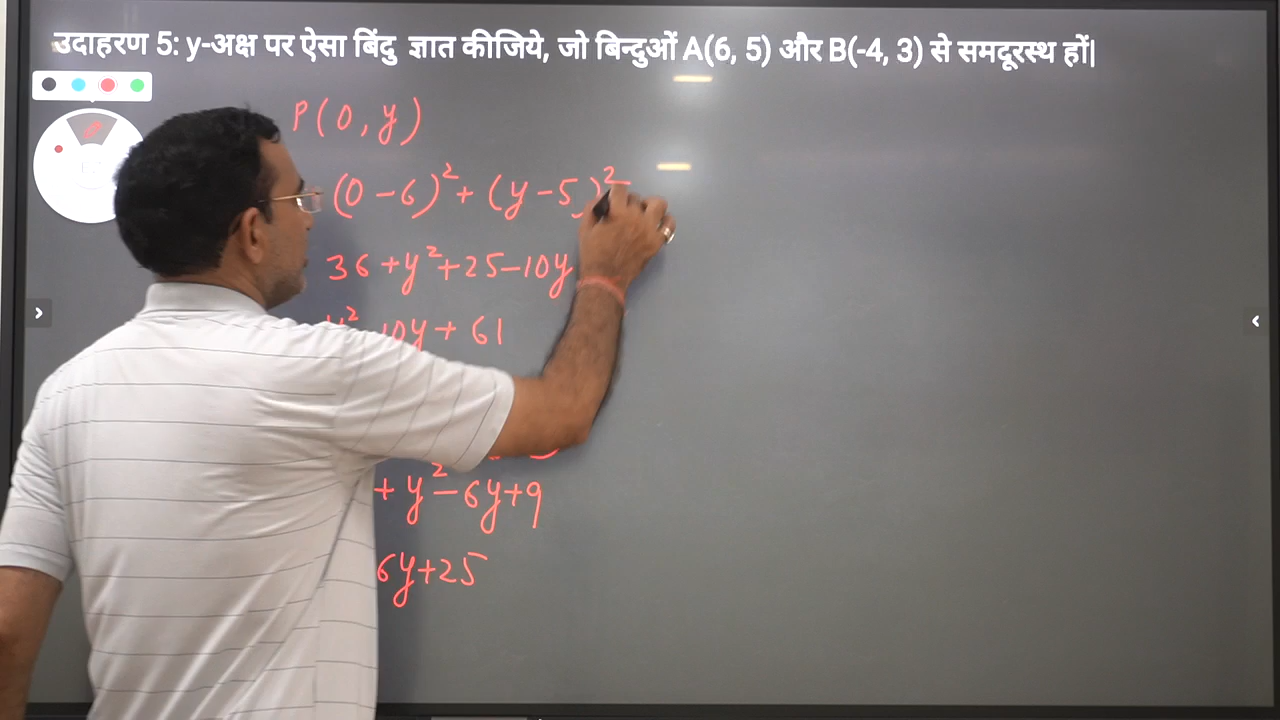 उदाहरण 5: y-अक्ष पर ऐसा बिंदु ज्ञात कीजिये, जो बिन्दुओं A(6, 5) और B(-4, 3) से समदूरस्थ हों|
P(0, y)
(0-6)²+(y-5)²
36+y²+25-10y
y² 10y+61
+y²-6y+9
6y+25